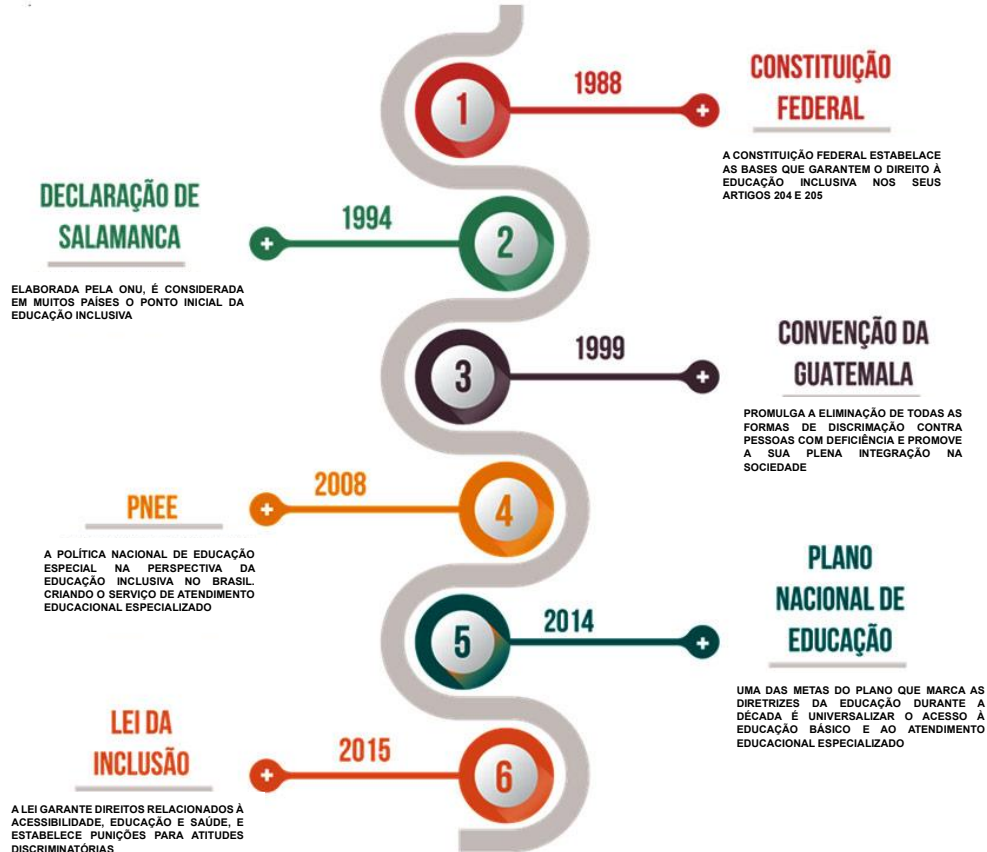 1
1988
+
CONSTITUIÇÃO
FEDERAL
A CONSTITUIÇÃO FEDERAL ESTABELACE
AS BASES QUE GARANTEM O DIREITO À
EDUCAÇÃO INCLUSIVA NOS SEUS
ARTIGOS 204 E 205
DECLARAÇÃO DE
SALAMANCA
+
1994
2
ELABORADA PELA ONU, É CONSIDERADA
EM MUITOS PAÍSES O PONTO INICIAL DA
EDUCAÇÃO INCLUSIVA
3
1999
+
CONVENÇÃO DA
GUATEMALA
PROMULGA A ELIMINAÇÃO DE TODAS AS
FORMAS DE DISCRIMAÇÃO CONTRA
PESSOAS COM DEFICIÊNCIA E PROMOVE
A SUA PLENA INTEGRAÇÃO NA
SOCIEDADE
PNEE
+
2008
4
A POLÍTICA NACIONAL DE EDUCAÇÃO
ESPECIAL NA PERSPECTIVA DA
EDUCAÇÃO INCLUSIVA NO BRASIL.
CRIANDO O SERVIÇO DE ATENDIMENTO
EDUCACIONAL ESPECIALIZADO
5
2014
+
PLANO
NACIONAL DE
EDUCAÇÃO
UMA DAS METAS DO PLANO QUE MARCA AS
DIRETRIZES DA EDUCAÇÃO DURANTE A
DÉCADA É UNIVERSALIZAR O ACESSO À
EDUCAÇÃO BÁSICO E AO ATENDIMENTO
EDUCACIONAL ESPECIALIZADO
LEI DA
INCLUSÃO
+
2015
6
A LEI GARANTE DIREITOS RELACIONADOS À
ACESSIBILIDADE, EDUCAÇÃO E SAÚDE, E
ESTABELECE PUNIÇÕES PARA ATITUDES
DISCRIMINATÓRIAS